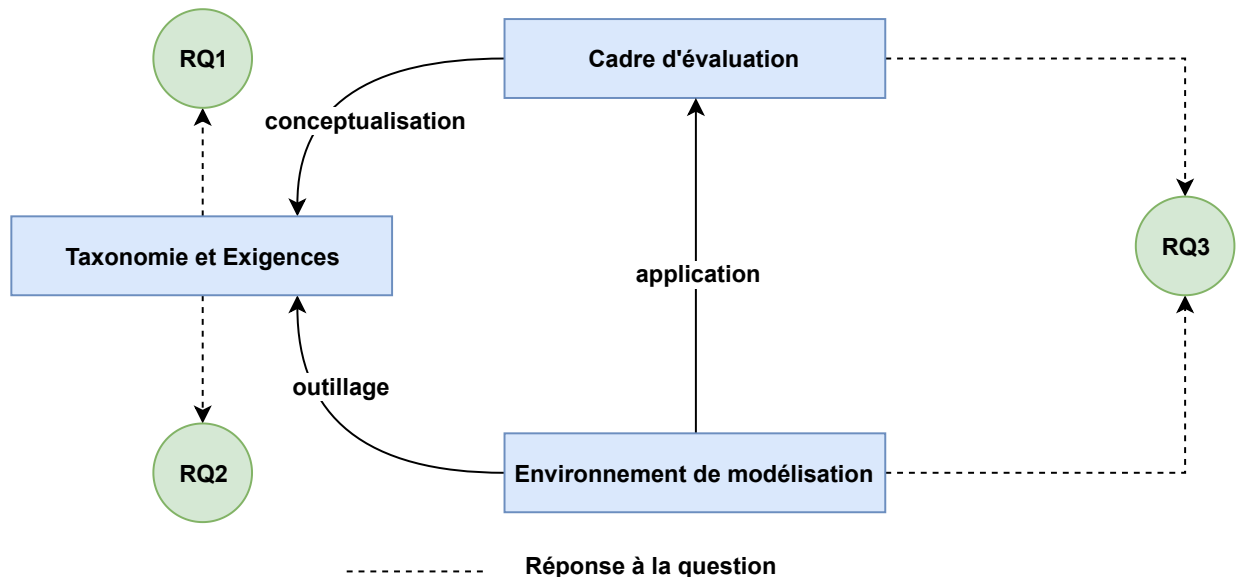 RQ1
Cadre d'évaluation
conceptualisation
Taxonomie et Exigences
application
RQ3
outillage
RQ2
Environnement de modélisation
Réponse à la question